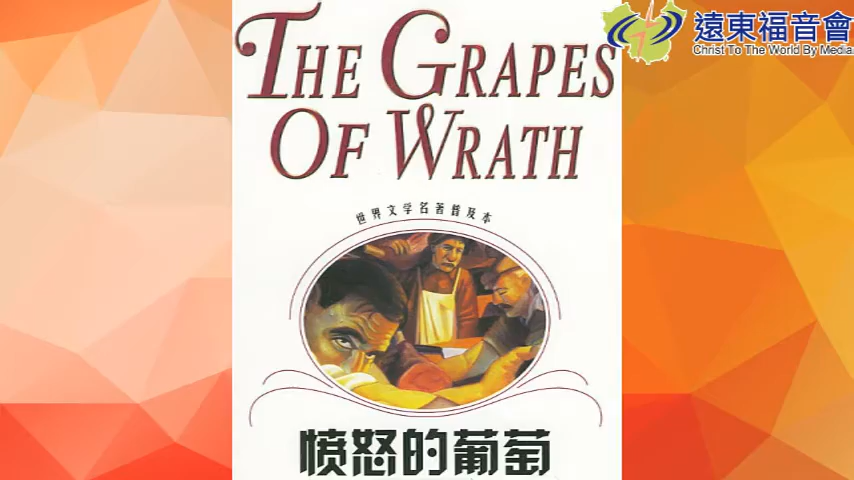 THE GRAPES
OF WRATH
世界文学名著普及本
愤怒的葡萄
遠東福音會
Christ To The World By Media